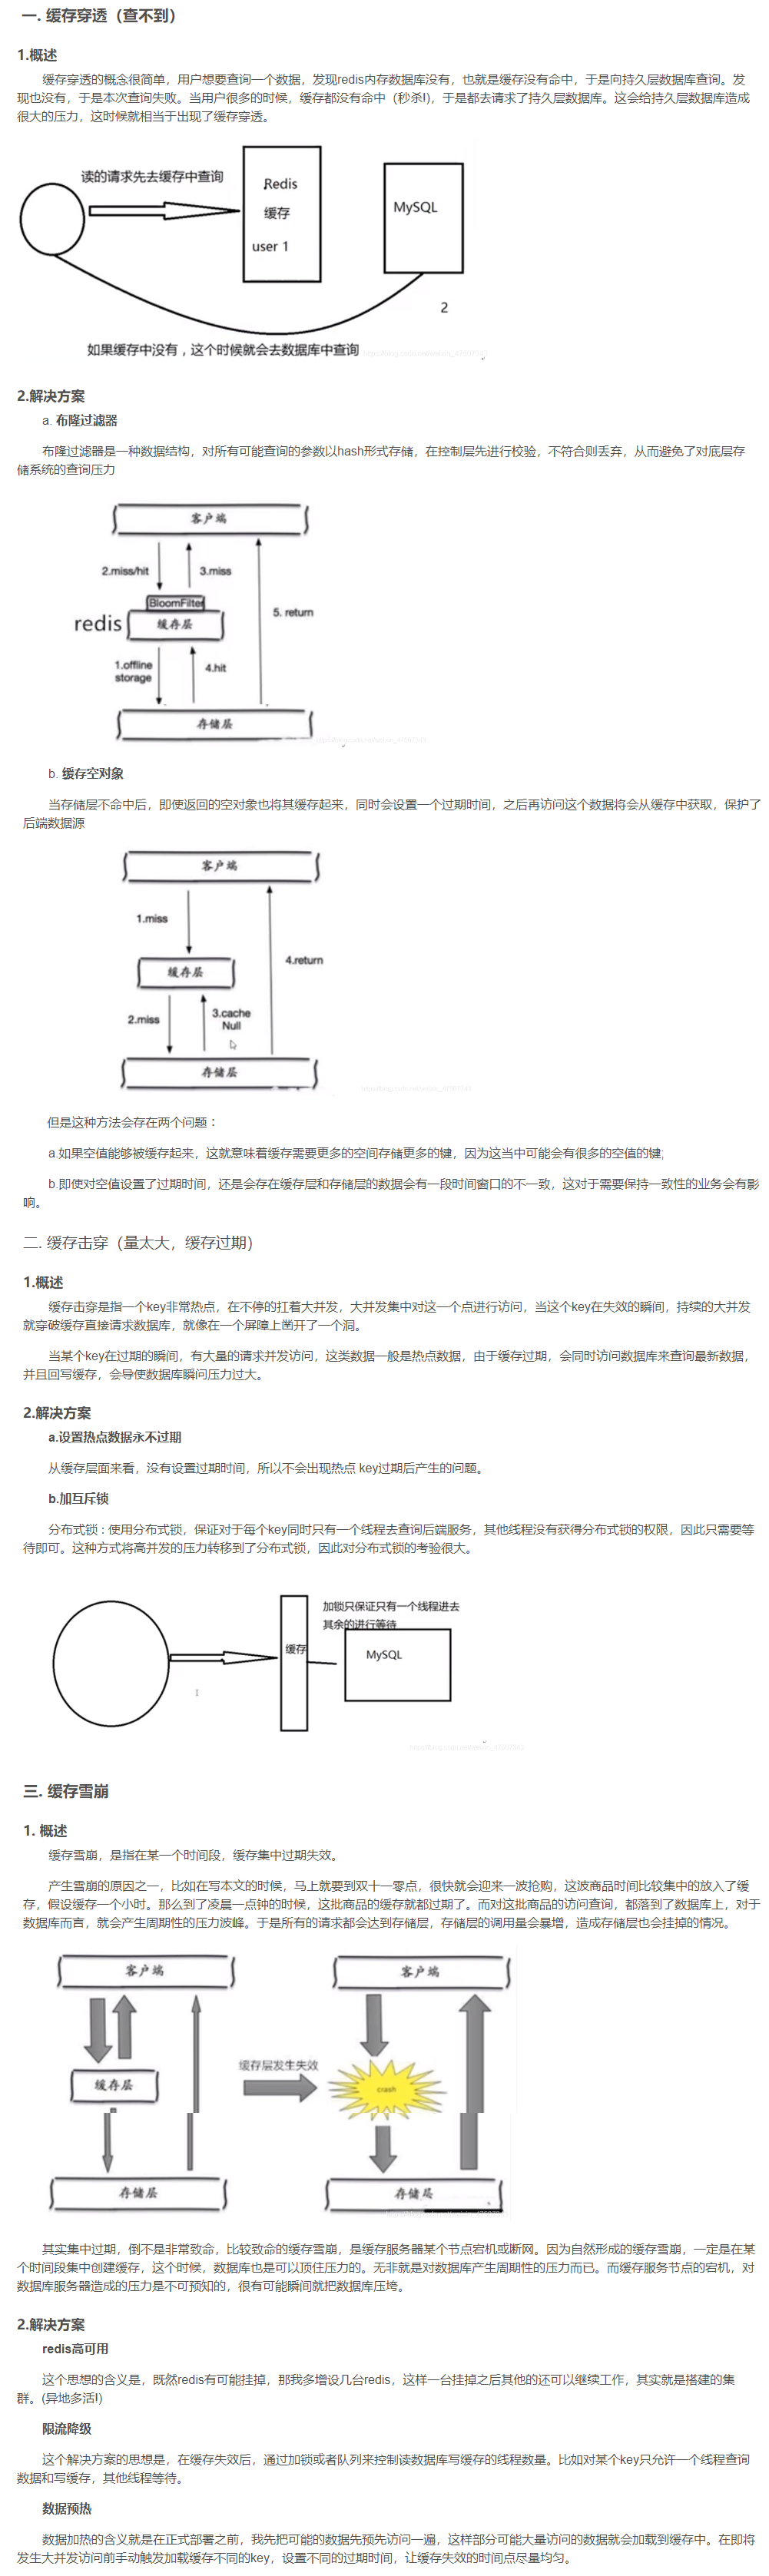 一. 缓存穿透（查不到）
1.概述
缓存穿透的概念很简单，用户想要查询一个数据，发现redis内存数据库没有，也就是缓存没有命中，于是向持久层数据库查询。发
现也没有，于是本次查询失败。当用户很多的时候，缓存都没有命中（秒杀!），于是都去请求了持久层数据库。这会给持久层数据库造成
很大的压力，这时候就相当于出现了缓存穿透。
读的请求先去缓存中查询
Redis
缓存
user 1
MySQL
2
如果缓存中没有，这个时候就会去数据库中查询
2.解决方案
a. 布隆过滤器
布隆过滤器是一种数据结构，对所有可能查询的参数以hash形式存储，在控制层先进行校验，不符合则丢弃，从而避免了对底层存
储系统的查询压力
客户端
2.miss/hit
3.miss
BloomFilter
redis
缓存层
5. return
1.offline
storage
4.hit
存储层
b. 缓存空对象
当存储层不命中后，即使返回的空对象也将其缓存起来，同时会设置一个过期时间，之后再访问这个数据将会从缓存中获取，保护了
后端数据源
客户端
1.miss
缓存层
4.return
2.miss
3.cache
Null
存储层
但是这种方法会存在两个问题：
a.如果空值能够被缓存起来，这就意味着缓存需要更多的空间存储更多的键，因为这当中可能会有很多的空值的键;
b.即使对空值设置了过期时间，还是会存在缓存层和存储层的数据会有一段时间窗口的不一致，这对于需要保持一致性的业务会有影
响。
二. 缓存击穿（量太大，缓存过期）
1.概述
缓存击穿是指一个key非常热点，在不停的扛着大并发，大并发集中对这一个点进行访问，当这个key在失效的瞬间，持续的大并发
就穿破缓存直接请求数据库，就像在一个屏障上凿开了一个洞。
当某个key在过期的瞬间，有大量的请求并发访问，这类数据一般是热点数据，由于缓存过期，会同时访问数据库来查询最新数据，
并且回写缓存，会导使数据库瞬问压力过大。
2.解决方案
a.设置热点数据永不过期
从缓存层面来看，没有设置过期时间，所以不会出现热点 key过期后产生的问题。
b.加互斥锁
分布式锁 : 使用分布式锁，保证对于每个key同时只有一个线程去查询后端服务，其他线程没有获得分布式锁的权限，因此只需要等
待即可。这种方式将高并发的压力转移到了分布式锁，因此对分布式锁的考验很大。
加锁只保证只有一个线程进去
其余的进行等待
缓存
MySQL
三. 缓存雪崩
1. 概述
缓存雪崩，是指在某一个时间段，缓存集中过期失效。
产生雪崩的原因之一，比如在写本文的时候，马上就要到双十一零点，很快就会迎来一波抢购，这波商品时间比较集中的放入了缓
存，假设缓存一个小时。那么到了凌晨一点钟的时候，这批商品的缓存就都过期了。而对这批商品的访问查询，都落到了数据库上，对于
数据库而言，就会产生周期性的压力波峰。于是所有的请求都会达到存储层，存储层的调用量会暴增，造成存储层也会挂掉的情况。
客户端
客户端
缓存层发生失效
缓存层
crash
存储层
存储层
其实集中过期，倒不是非常致命，比较致命的缓存雪崩，是缓存服务器某个节点宕机或断网。因为自然形成的缓存雪崩，一定是在某
个时间段集中创建缓存，这个时候，数据库也是可以顶住压力的。无非就是对数据库产生周期性的压力而已。而缓存服务节点的宕机，对
数据库服务器造成的压力是不可预知的，很有可能瞬间就把数据库压垮。
2.解决方案
redis高可用
这个思想的含义是，既然redis有可能挂掉，那我多增设几台redis，这样一台挂掉之后其他的还可以继续工作，其实就是搭建的集
群。(异地多活!)
限流降级
这个解决方案的思想是，在缓存失效后，通过加锁或者队列来控制读数据库写缓存的线程数量。比如对某个key只允许一个线程查询
数据和写缓存，其他线程等待。
数据预热
数据加热的含义就是在正式部署之前，我先把可能的数据先预先访问一遍，这样部分可能大量访问的数据就会加载到缓存中。在即将
发生大并发访问前手动触发加载缓存不同的key，设置不同的过期时间，让缓存失效的时间点尽量均匀。